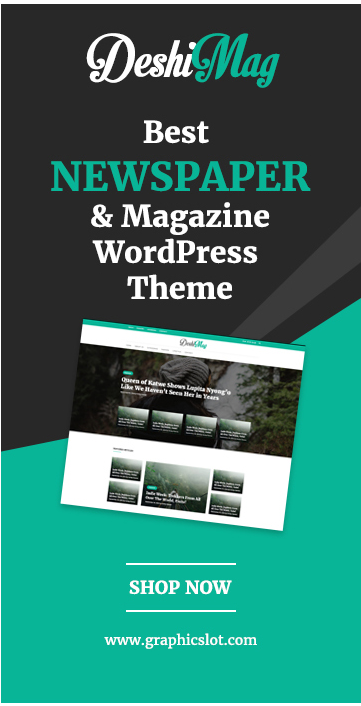 DeshiMag
Best
NEWSPAPER
& Magazine
WordPress
Theme
DeshiMag
Queen of Katwe Shows Lupita Nyong'o
Like We Haven't Seen Her in Years
SHOP NOW
www.graphicslot.com